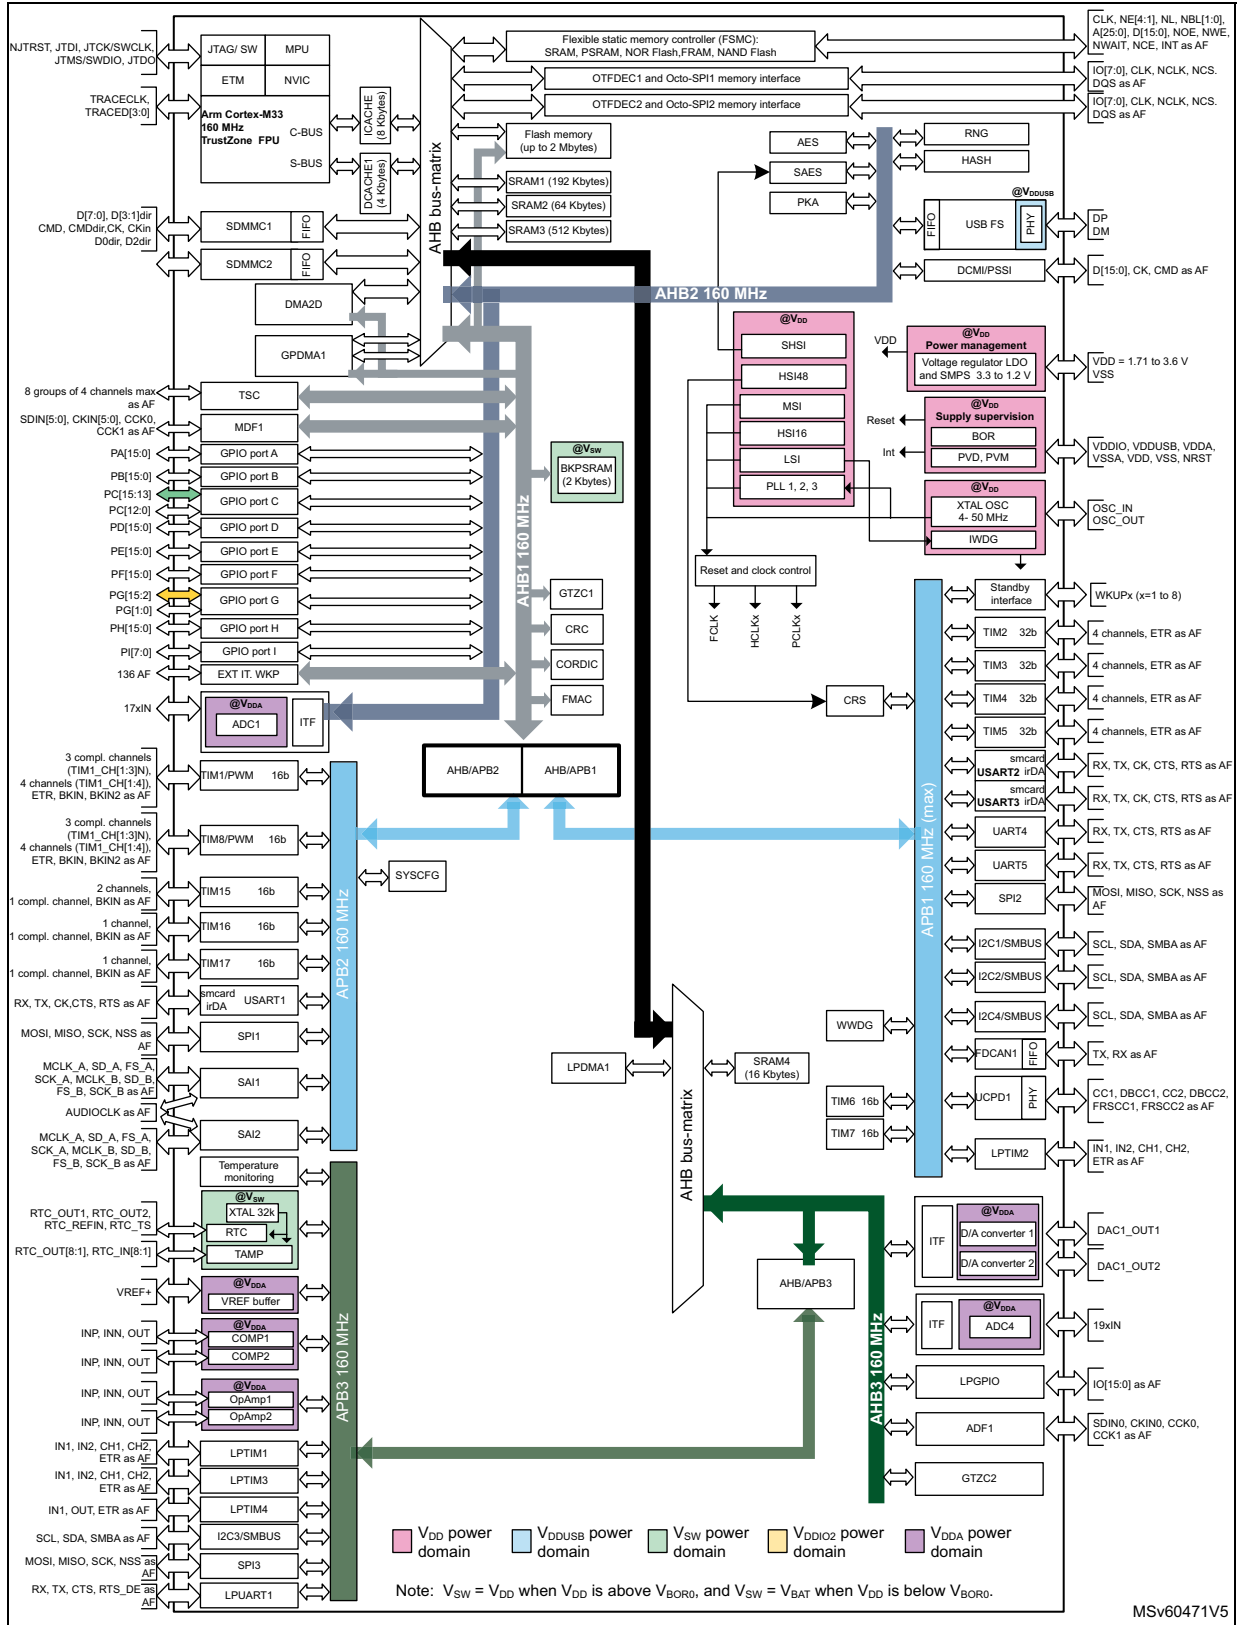 NJTRST, JTDI, JTCK/SWCLK,
JTMS/SWDIO, JTDO
TRACECLK,
TRACED[3:0]
JTAG/ SW
MPU
ETM
NVIC
Arm Cortex-M33
160 MHz
TrustZone FPU
C-BUS
S-BUS
ICACHE
(8 Kbytes)
DCACHE1
(4 Kbytes)
AHB bus-matrix
Flexible static memory controller (FSMC):
SRAM, PSRAM, NOR Flash,FRAM, NAND Flash
OTFDEC1 and Octo-SPI1 memory interface
OTFDEC2 and Octo-SPI2 memory interface
CLK, NE[4:1], NL, NBL[1:0],
A[25:0], D[15:0], NOE, NWE,
NWAIT, NCE, INT as AF
IO[7:0], CLK, NCLK, NCS.
DQS as AF
IO[7:0], CLK, NCLK, NCS.
DQS as AF
Flash memory
(up to 2 Mbytes)
SRAM1 (192 Kbytes)
SRAM2 (64 Kbytes)
SRAM3 (512 Kbytes)
AES
SAES
PKA
RNG
HASH
@VDDUSB
FIFO
USB FS
PHY
DP
DM
DCMI/PSSI
D[15:0], CK, CMD as AF
AHB2 160 MHz
D[7:0], D[3:1]dir
CMD, CMDdir,CK, CKin
D0dir, D2dir
SDMMC1
FIFO
SDMMC2
FIFO
DMA2D
GPDMA1
8 groups of 4 channels max
as AF
TSC
SDIN[5:0], CKIN[5:0], CCK0,
CCK1 as AF
MDF1
PA[15:0]
GPIO port A
PB[15:0]
GPIO port B
PC[15:13]
PC[12:0]
GPIO port C
PD[15:0]
GPIO port D
PE[15:0]
GPIO port E
PF[15:0]
GPIO port F
PG[15:2]
PG[1:0]
GPIO port G
PH[15:0]
GPIO port H
PI[7:0]
GPIO port I
136 AF
EXT IT. WKP
17xIN
@VDDA
ADC1
ITF
AHB1 160 MHz
@VSW
BKPSRAM
(2 Kbytes)
GTZC1
CRC
CORDIC
FMAC
@VDD
SHSI
HSI48
MSI
HSI16
LSI
PLL 1, 2, 3
Reset and clock control
FCLK
HCLKx
PCLKx
VDD
@VDD
Power management
Voltage regulator LDO
and SMPS 3.3 to 1.2 V
VDD = 1.71 to 3.6 V
VSS
Reset
Int
@VDD
Supply supervision
BOR
PVD, PVM
VDDIO, VDDUSB, VDDA,
VSSA, VDD, VSS, NRST
@VDD
XTAL OSC
4- 50 MHz
IWDG
OSC_IN
OSC_OUT
Standby
interface
WKUPx (x=1 to 8)
TIM2 32b
4 channels, ETR as AF
TIM3 32b
4 channels, ETR as AF
TIM4 32b
4 channels, ETR as AF
TIM5 32b
4 channels, ETR as AF
CRS
smcard
USART2 irDA
RX, TX, CK, CTS, RTS as AF
smcard
USART3 irDA
RX, TX, CK, CTS, RTS as AF
UART4
RX, TX, CTS, RTS as AF
UART5
RX, TX, CTS, RTS as AF
SPI2
MOSI, MISO, SCK, NSS as
AF
I2C1/SMBUS
SCL, SDA, SMBA as AF
I2C2/SMBUS
SCL, SDA, SMBA as AF
I2C4/SMBUS
SCL, SDA, SMBA as AF
WWDG
FDCAN1
FIFO
TX, RX as AF
UCPD1
PHY
CC1, DBCC1, CC2, DBCC2,
FRSCC1, FRSCC2 as AF
TIM6 16b
TIM7 16b
LPTIM2
IN1, IN2, CH1, CH2,
ETR as AF
APB1 160 MHz (max)
AHB/APB2
AHB/APB1
3 compl. channels
(TIM1_CH[1:3]N),
4 channels (TIM1_CH[1:4]),
ETR, BKIN, BKIN2 as AF
TIM1/PWM 16b
3 compl. channels
(TIM1_CH[1:3]N),
4 channels (TIM1_CH[1:4]),
ETR, BKIN, BKIN2 as AF
TIM8/PWM 16b
SYSCFG
2 channels,
1 compl. channel, BKIN as AF
TIM15 16b
1 channel,
1 compl. channel, BKIN as AF
TIM16 16b
1 channel,
1 compl. channel, BKIN as AF
TIM17 16b
RX, TX, CK,CTS, RTS as AF
smcard
irDA
USART1
MOSI, MISO, SCK, NSS as
AF
SPI1
MCLK_A, SD_A, FS_A,
SCK_A, MCLK_B, SD_B,
FS_B, SCK_B as AF
SAI1
AUDIOCLK as AF
MCLK_A, SD_A, FS_A,
SCK_A, MCLK_B, SD_B,
FS_B, SCK_B as AF
SAI2
APB2 160 MHz
LPDMA1
AHB bus-matrix
SRAM4
(16 Kbytes)
Temperature
monitoring
@VSW
XTAL 32k
RTC
TAMP
RTC_OUT1, RTC_OUT2,
RTC_REFIN, RTC_TS
RTC_OUT[8:1], RTC_IN[8:1]
VREF+
@VDDA
VREF buffer
INP, INN, OUT
INP, INN, OUT
@VDDA
COMP1
COMP2
INP, INN, OUT
INP, INN, OUT
@VDDA
OpAmp1
OpAmp2
IN1, IN2, CH1, CH2,
ETR as AF
LPTIM1
IN1, IN2, CH1, CH2,
ETR as AF
LPTIM3
IN1, OUT, ETR as AF
LPTIM4
SCL, SDA, SMBA as AF
I2C3/SMBUS
MOSI, MISO, SCK, NSS as
AF
SPI3
RX, TX, CTS, RTS_DE as
AF
LPUART1
APB3 160 MHz
AHB/APB3
AHB3 160 MHz
ITF
@VDDA
D/A converter 1
D/A converter 2
DAC1_OUT1
DAC1_OUT2
ITF
@VDDA
ADC4
19xIN
LPGPIO
IO[15:0] as AF
ADF1
SDIN0, CKIN0, CCK0,
CCK1 as AF
GTZC2
VDD power
domain
VDDUSB power
domain
VSW power
domain
VDDIO2 power
domain
VDDA power
domain
Note: VSW = VDD when VDD is above VBOR0, and VSW = VBAT when VDD is below VBOR0.
MSv60471V5